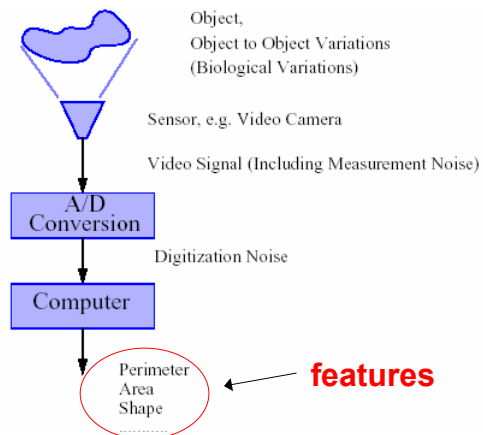 Object,
Object to Object Variations
(Biological Variations)
Sensor, e.g. Video Camera
Video Signal (Including Measurement Noise)
A/D
Conversion
Digitization Noise
Computer
Perimeter
Area
Shape
...........
features